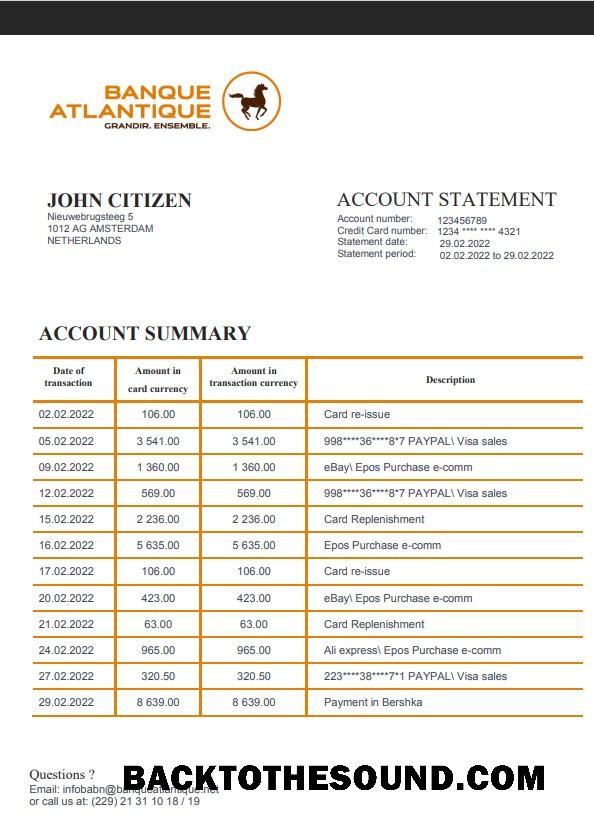 BANQUE
ATLANTIQUE
GRANDIR. ENSEMBLE.
JOHN CITIZEN
Nieuwebrugsteeg 5
1012 AG AMSTERDAM
NETHERLANDS
ACCOUNT STATEMENT
Account number: 123456789
Credit Card number: 1234 **** **** 4321
Statement date: 29.02.2022
Statement period: 02.02.2022 to 29.02.2022
ACCOUNT SUMMARY
Date of transaction Amount in card currency Amount in transaction currency Description
02.02.2022 106.00 106.00 Card re-issue
05.02.2022 3 541.00 3 541.00 998****36****8*7 PAYPAL\ Visa sales
09.02.2022 1 360.00 1 360.00 eBay\ Epos Purchase e-comm
12.02.2022 569.00 569.00 998****36****8*7 PAYPAL\ Visa sales
15.02.2022 2 236.00 2 236.00 Card Replenishment
16.02.2022 5 635.00 5 635.00 Epos Purchase e-comm
17.02.2022 106.00 106.00 Card re-issue
20.02.2022 423.00 423.00 eBay\ Epos Purchase e-comm
21.02.2022 63.00 63.00 Card Replenishment
24.02.2022 965.00 965.00 Ali express\ Epos Purchase e-comm
27.02.2022 320.50 320.50 223****38****7*1 PAYPAL\ Visa sales
29.02.2022 8 639.00 8 639.00 Payment in Bershka
Questions ?
BACKTOTHESOUND.COM
Email: infobabn@banqueatlantique.net
or call us at: (229) 21 31 10 18 / 19